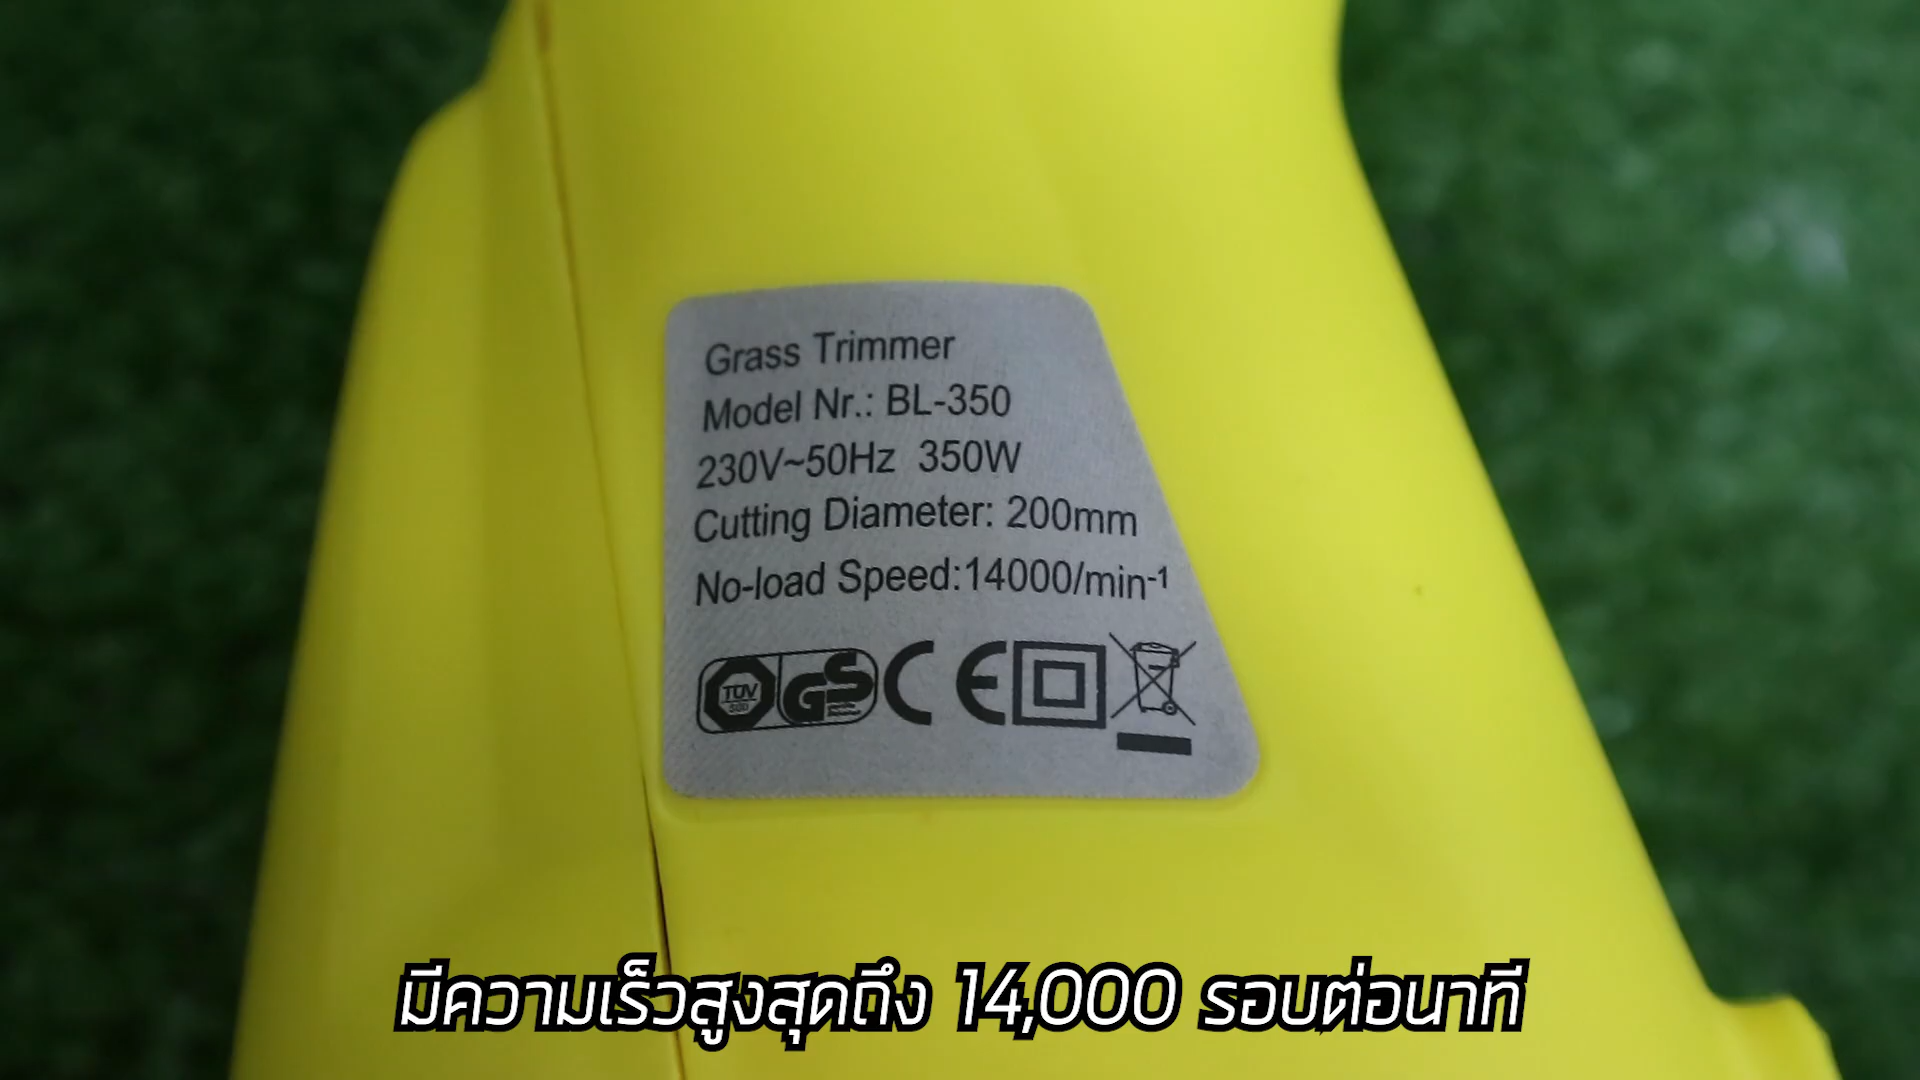 Grass Trimmer
Model Nr.: BL-350
230V~50Hz 350W
Cutting Diameter: 200mm
No-load Speed:14000/min-¹
TÜV SÜD GS CE
มีความเร็วสูงสุดถึง 14,000 รอบต่อนาที